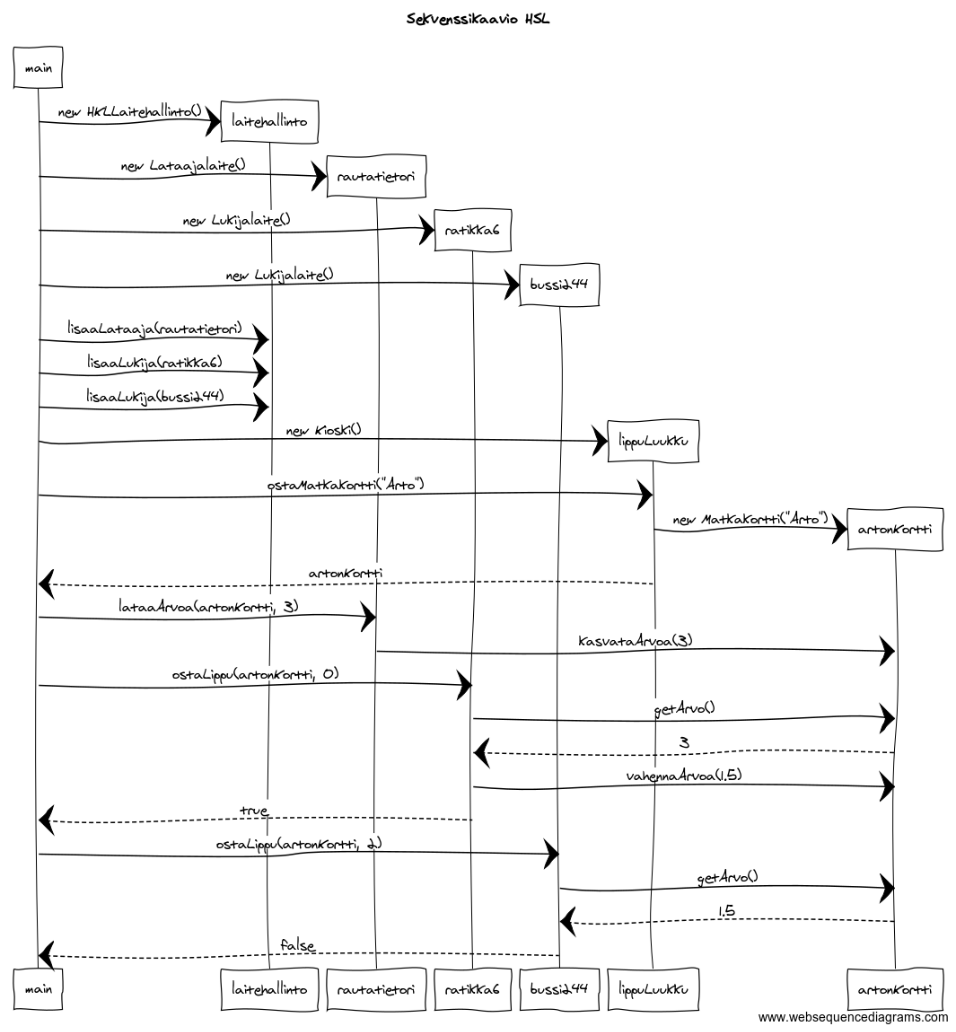 Sekvenssikaavio HSL
main
new HKLLaitehallinto()
laitehallinto
new Lataajalaite()
rautatietori
new Lukijalaite()
ratikka6
new Lukijalaite()
bussi244
lisaaLataaja(rautatietori)
lisaaLukija(ratikka6)
lisaaLukija(bussi244)
new Kioski()
lippuLuukku
ostaMatkakortti("Arto")
new Matkakortti("Arto")
artonKortti
artonKortti
lataaArvoa(artonKortti, 3)
kasvataArvoa(3)
ostaLippu(artonKortti, 0)
getArvo()
3
vahennaArvoa(1.5)
true
ostaLippu(artonKortti, 2)
getArvo()
1.5
false
main laitehallinto rautatietori ratikka6 bussi244 lippuLuukku artonKortti
www.websequencediagrams.com